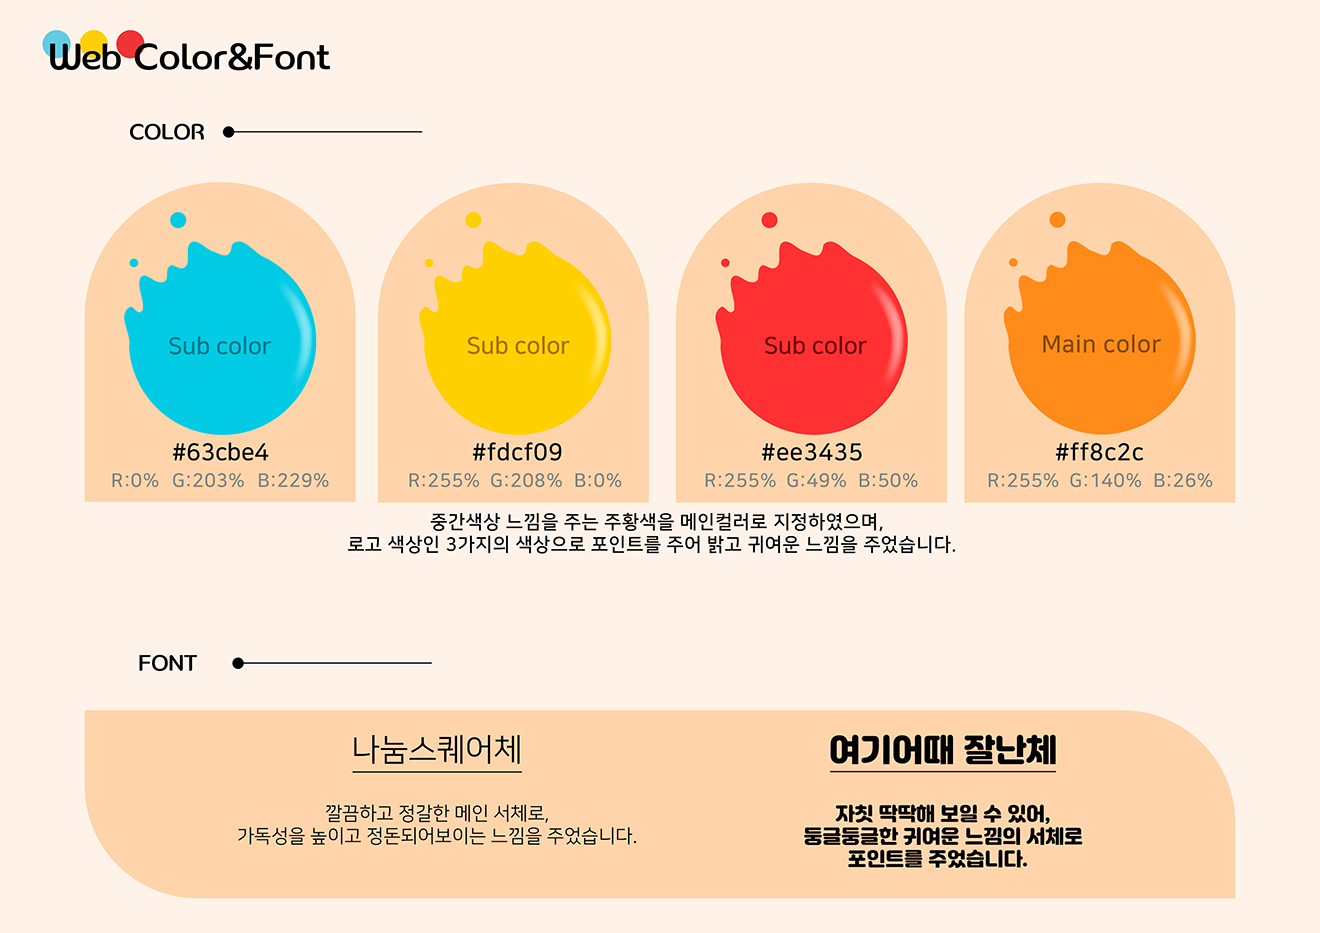 Web Color&Font
COLOR
Sub color
Sub color
Sub color
Main color
#63cbe4
#fdcf09
#ee3435
#ff8c2c
R:0% G:203% B:229%
R:255% G:208% B:0%
R:255% G:49% B:50%
R:255% G:140% B:26%
중간색상 느낌을 주는 주황색을 메인컬러로 지정하였으며,
로고 색상인 3가지의 색상으로 포인트를 주어 밝고 귀여운 느낌을 주었습니다.
FONT
나눔스퀘어체
깔끔하고 정갈한 메인 서체로,
가독성을 높이고 정돈되어보이는 느낌을 주었습니다.
여기어때 잘난체
자칫 딱딱해 보일 수 있어,
둥글둥글한 귀여운 느낌의 서체로
포인트를 주었습니다.